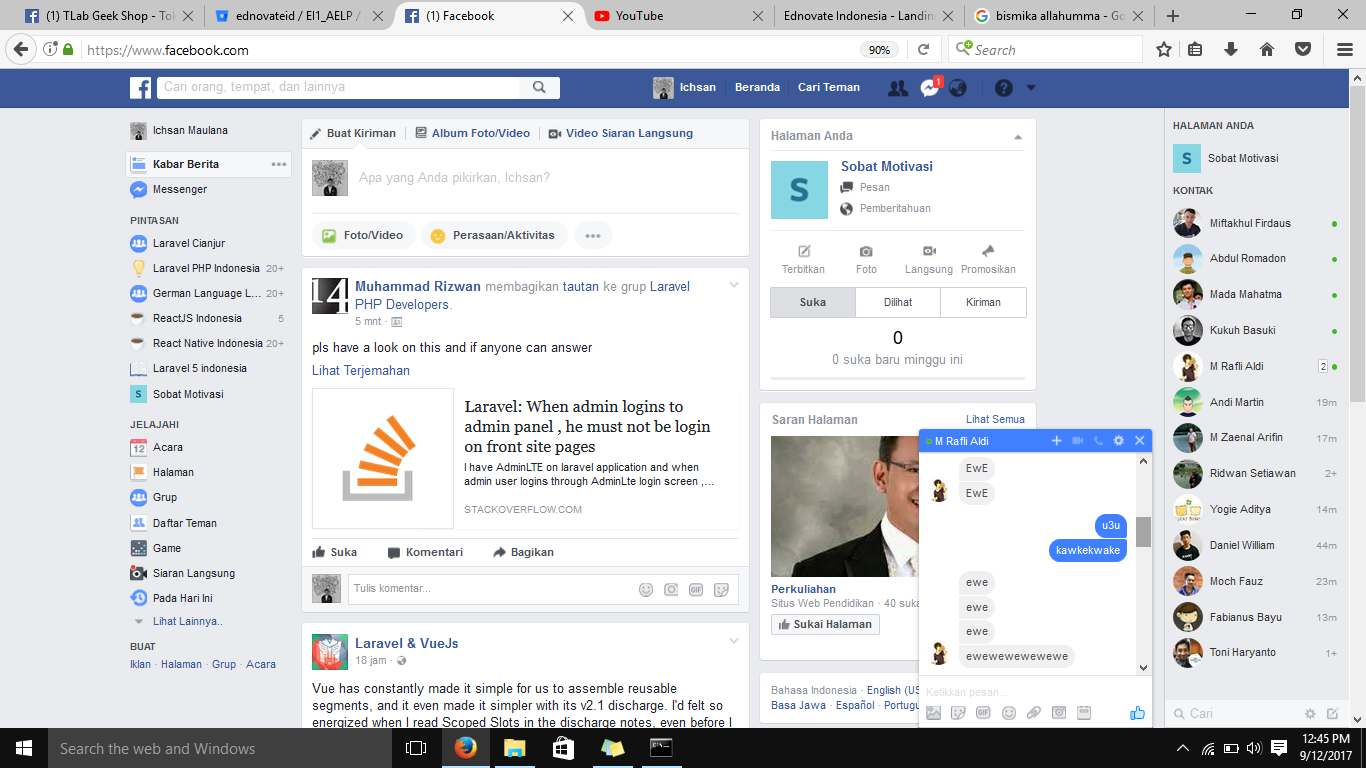 (1) TLab Geek Shop - Tok
ednovateid / EI1_AELP /
(1) Facebook
YouTube
Ednovate Indonesia - Landin
bismika allahumma - Go
https://www.facebook.com
90%
Search
Cari orang, tempat, dan lainnya
Ichsan
Beranda
Cari Teman
1
Ichsan Maulana
Kabar Berita
Messenger
PINTASAN
Laravel Cianjur
Laravel PHP Indonesia 20+
German Language L... 20+
ReactJS Indonesia 5
React Native Indonesia 20+
Laravel 5 indonesia
S Sobat Motivasi
JELAJAHI
12 Acara
Halaman
Grup
Daftar Teman
Game
Siaran Langsung
Pada Hari Ini
Lihat Lainnya..
BUAT
Iklan · Halaman · Grup · Acara
Buat Kiriman
Album Foto/Video
Video Siaran Langsung
Apa yang Anda pikirkan, Ichsan?
Foto/Video
Perasaan/Aktivitas
14
Muhammad Rizwan membagikan tautan ke grup Laravel
PHP Developers.
5 mnt ·
pls have a look on this and if anyone can answer
Lihat Terjemahan
Laravel: When admin logins to
admin panel , he must not be login
on front site pages
I have AdminLTE on laravel application and when
admin user logins through AdminLte login screen ,...
STACKOVERFLOW.COM
Suka
Komentari
Bagikan
Tulis komentar...
GIF
Laravel & VueJs
18 jam ·
Vue has constantly made it simple for us to assemble reusable
segments, and it even made it simpler with its v2.1 discharge. I'd felt so
energized when I read Scoped Slots in the discharge notes, even before I
Halaman Anda
S
Sobat Motivasi
Pesan
Pemberitahuan
Terbitkan
Foto
Langsung
Promosikan
Suka
Dilihat
Kiriman
0
0 suka baru minggu ini
Saran Halaman
Lihat Semua
Perkuliahan
Situs Web Pendidikan · 40 suka
Sukai Halaman
Bahasa Indonesia · English (US
Basa Jawa · Español · Portugu
M Rafli Aldi
EwE
EwE
u3u
kawkekwake
ewe
ewe
ewe
ewewewewewewe
Ketikkan pesan...
GIF
HALAMAN ANDA
S Sobat Motivasi
KONTAK
Miftakhul Firdaus
Abdul Romadon
Mada Mahatma
Kukuh Basuki
M Rafli Aldi 2
Andi Martin 19m
M Zaenal Arifin 17m
Ridwan Setiawan 2+
Yogie Aditya 14m
Daniel William 44m
Moch Fauz 23m
Fabianus Bayu 13m
Toni Haryanto 1+
Cari
Search the web and Windows
12:45 PM
9/12/2017